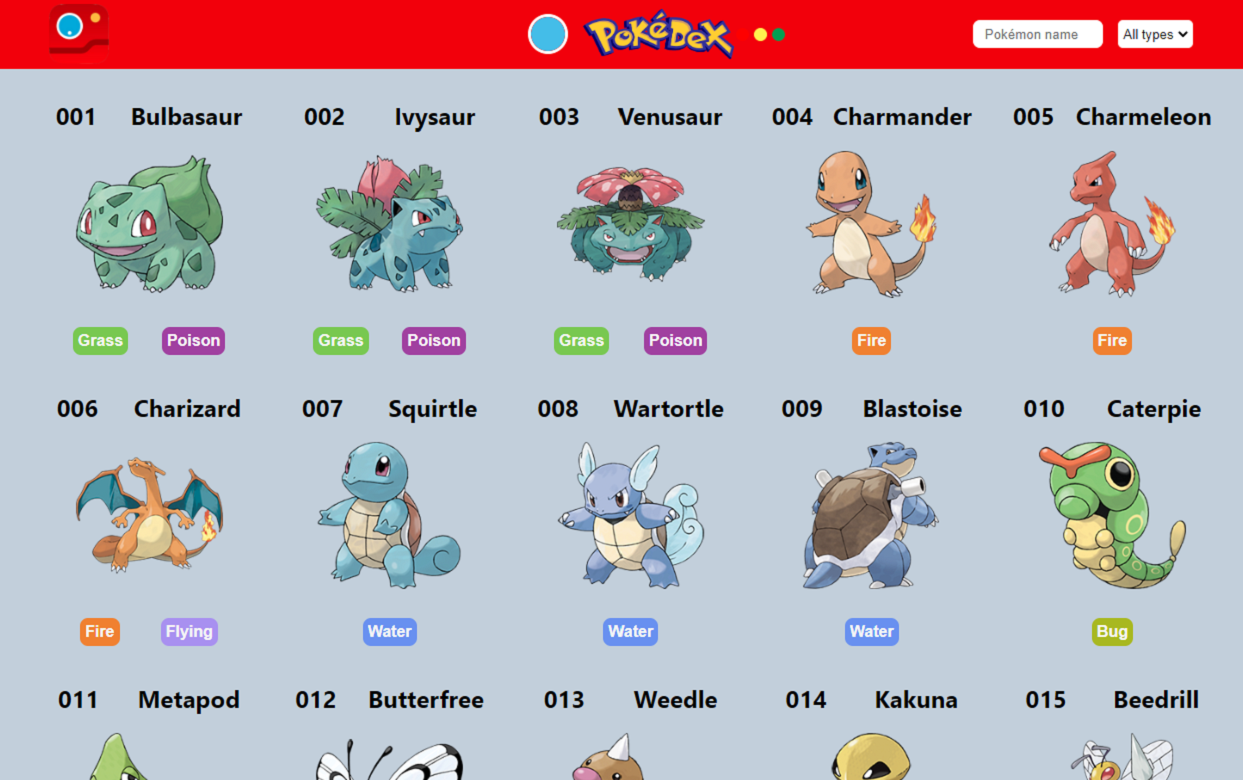 PokéDex
Pokémon name
All types
001 Bulbasaur
002 Ivysaur
003 Venusaur
004 Charmander
005 Charmeleon
Grass Poison
Grass Poison
Grass Poison
Fire
Fire
006 Charizard
007 Squirtle
008 Wartortle
009 Blastoise
010 Caterpie
Fire Flying
Water
Water
Water
Bug
011 Metapod
012 Butterfree
013 Weedle
014 Kakuna
015 Beedrill